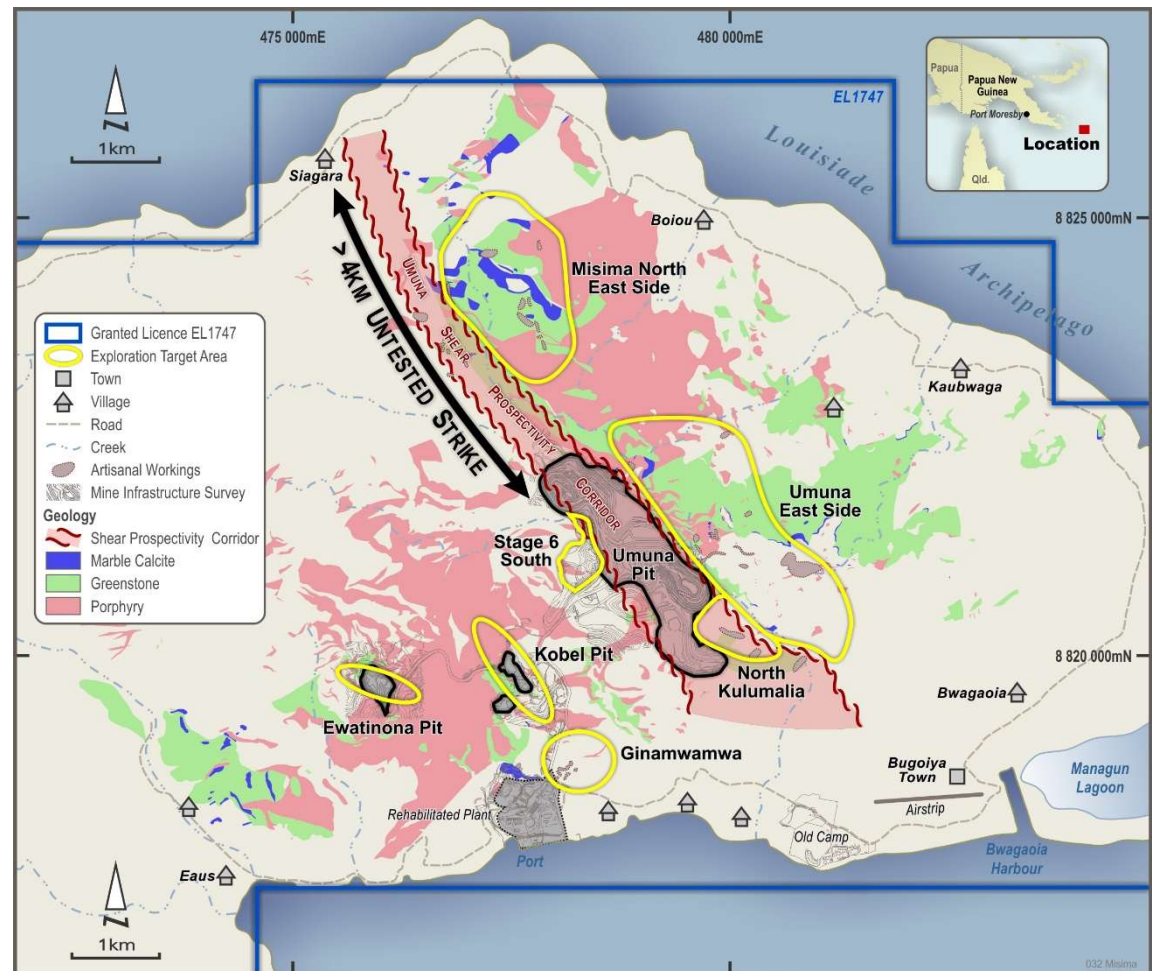 475 000mE
480 000mE
EL1747
N
1km
Papua
Papua New
Guinea
Port Moresby
Location
Qld.
Louisiade
Archipelago
8 825 000mN
Siagara
Boiou
Misima North
East Side
> 4KM UNTESTED STRIKE
UMUNA
SHEAR
PROSPECTIVITY
CORRIDOR
Kaubwaga
Granted Licence EL1747
Exploration Target Area
Town
Village
Road
Creek
Artisanal Workings
Mine Infrastructure Survey
Geology
Shear Prospectivity Corridor
Marble Calcite
Greenstone
Porphyry
Umuna
East Side
Stage 6
South
Umuna
Pit
Kobel Pit
8 820 000mN
North
Kulumalia
Bwagaoia
Ewatinona Pit
Ginamwamwa
Bugoiya
Town
Managun
Lagoon
Airstrip
Rehabilitated Plant
Old Camp
Port
Bwagaoia
Harbour
Eaus
N
1km
032 Misima